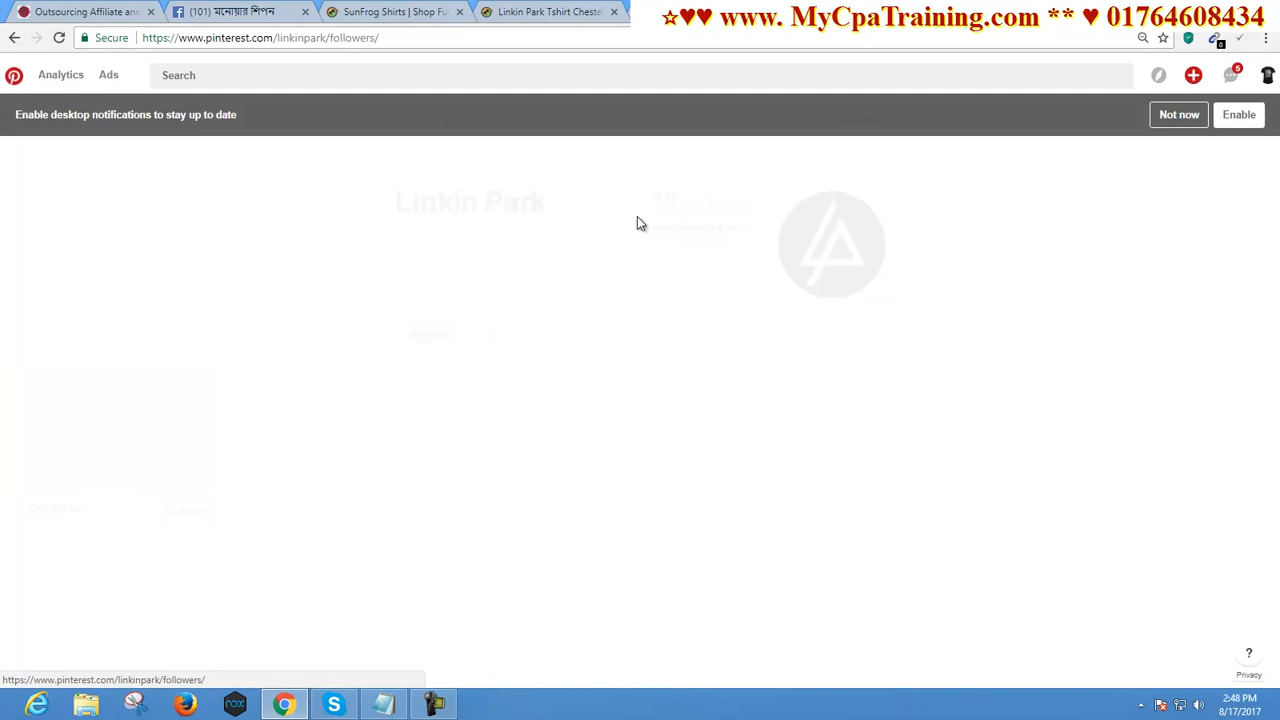 Outsourcing Affiliate an
(101) মনোয়ার শিপন
SunFrog Shirts | Shop Fu
Linkin Park Tshirt Cheste
☆♥♥ www. MyCpaTraining.com ** ♥ 01764608434
Secure
https://www.pinterest.com/linkinpark/followers/
0
Analytics
Ads
Search
5
Enable desktop notifications to stay up to date
Not now
Enable
Linkin Park
?
Privacy
https://www.pinterest.com/linkinpark/followers/
2:48 PM
8/17/2017